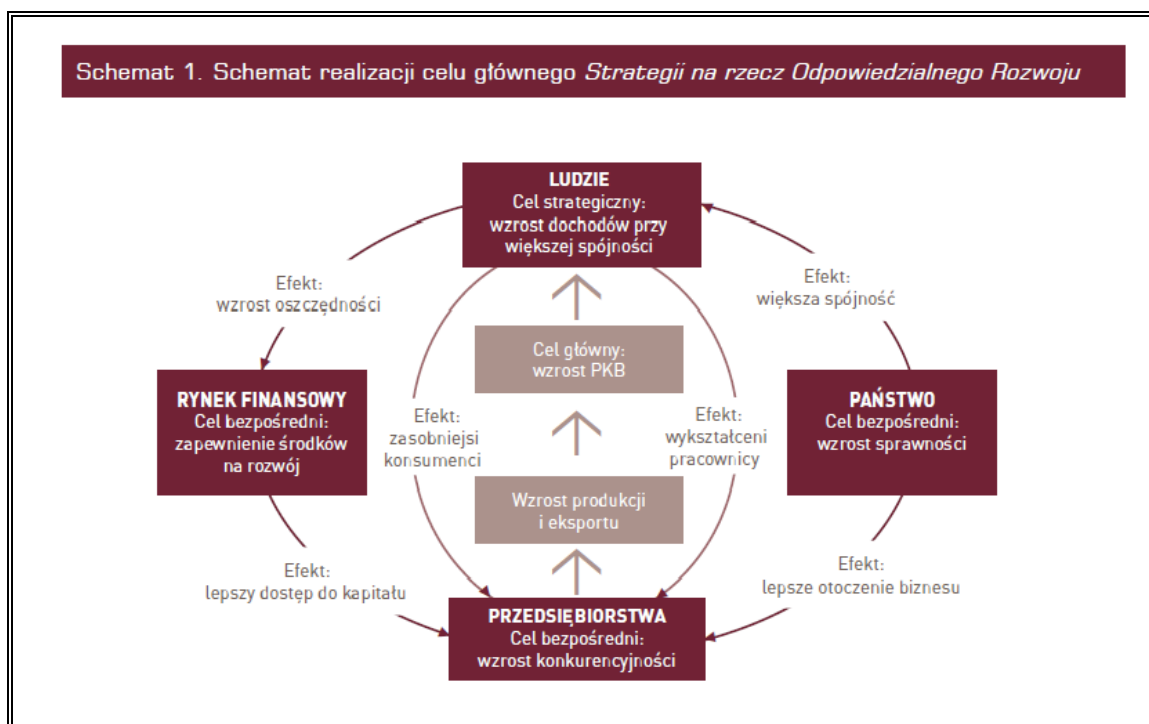 Schemat 1. Schemat realizacji celu głównego Strategii na rzecz Odpowiedzialnego Rozwoju
LUDZIE
Cel strategiczny:
wzrost dochodów przy
większej spójności
Efekt:
wzrost oszczędności
Efekt:
większa spójność
Cel główny:
wzrost PKB
RYNEK FINANSOWY
Cel bezpośredni:
zapewnienie środków
na rozwój
Efekt:
zasobniejsi
konsumenci
Efekt:
wykształceni
pracownicy
PAŃSTWO
Cel bezpośredni:
wzrost sprawności
Wzrost produkcji
i eksportu
Efekt:
lepszy dostęp do kapitału
Efekt:
lepsze otoczenie biznesu
PRZEDSIĘBIORSTWA
Cel bezpośredni:
wzrost konkurencyjności